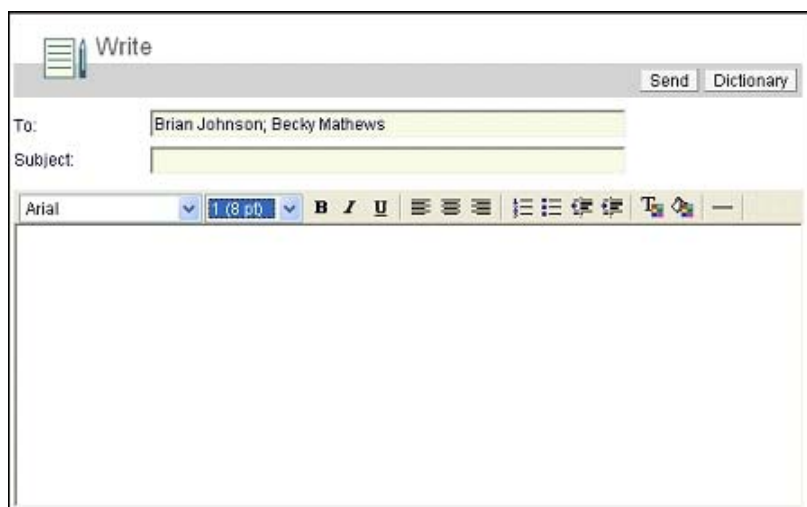 Write
Send Dictionary
To: Brian Johnson; Becky Mathews
Subject:
Arial 1 (8 pt) B I U